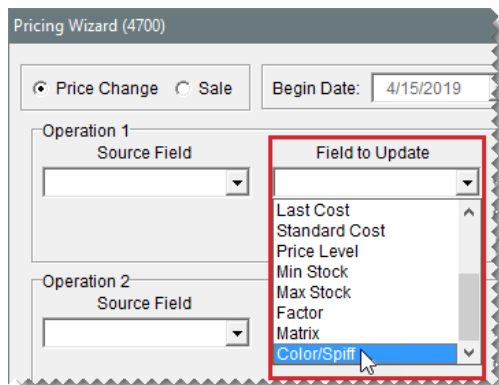 Pricing Wizard (4700)
Price Change Sale Begin Date: 4/15/2019
Operation 1
Source Field Field to Update
Last Cost
Standard Cost
Price Level
Min Stock
Max Stock
Factor
Matrix
Color/Spiff
Operation 2
Source Field